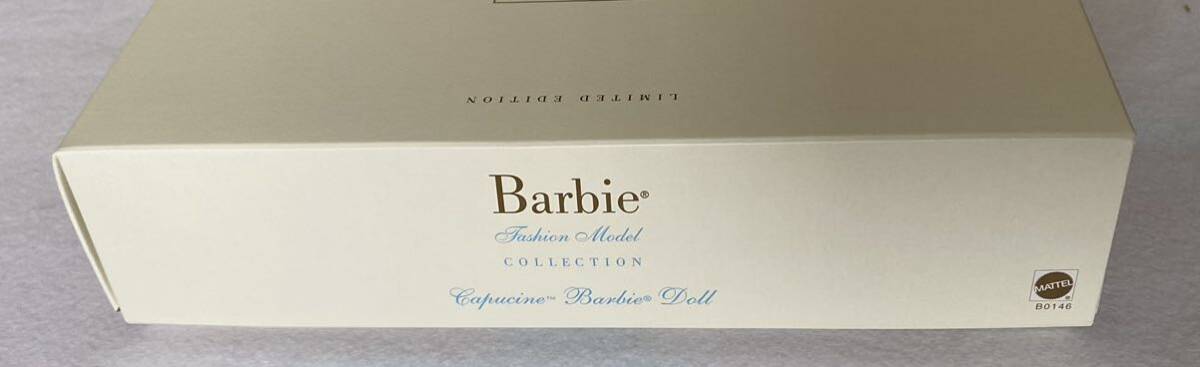 LIMITED EDITION
Barbie®
Fashion Model
COLLECTION
Capucine™ Barbie® Doll
MATTEL®
B0146